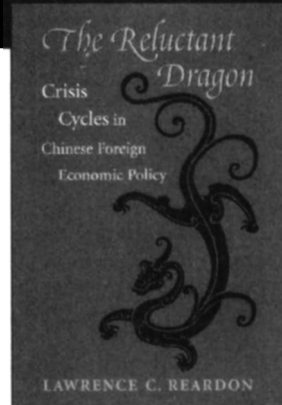 The Reluctant
Dragon
Crisis
Cycles in
Chinese Foreign
Economic Policy
LAWRENCE C. REARDON